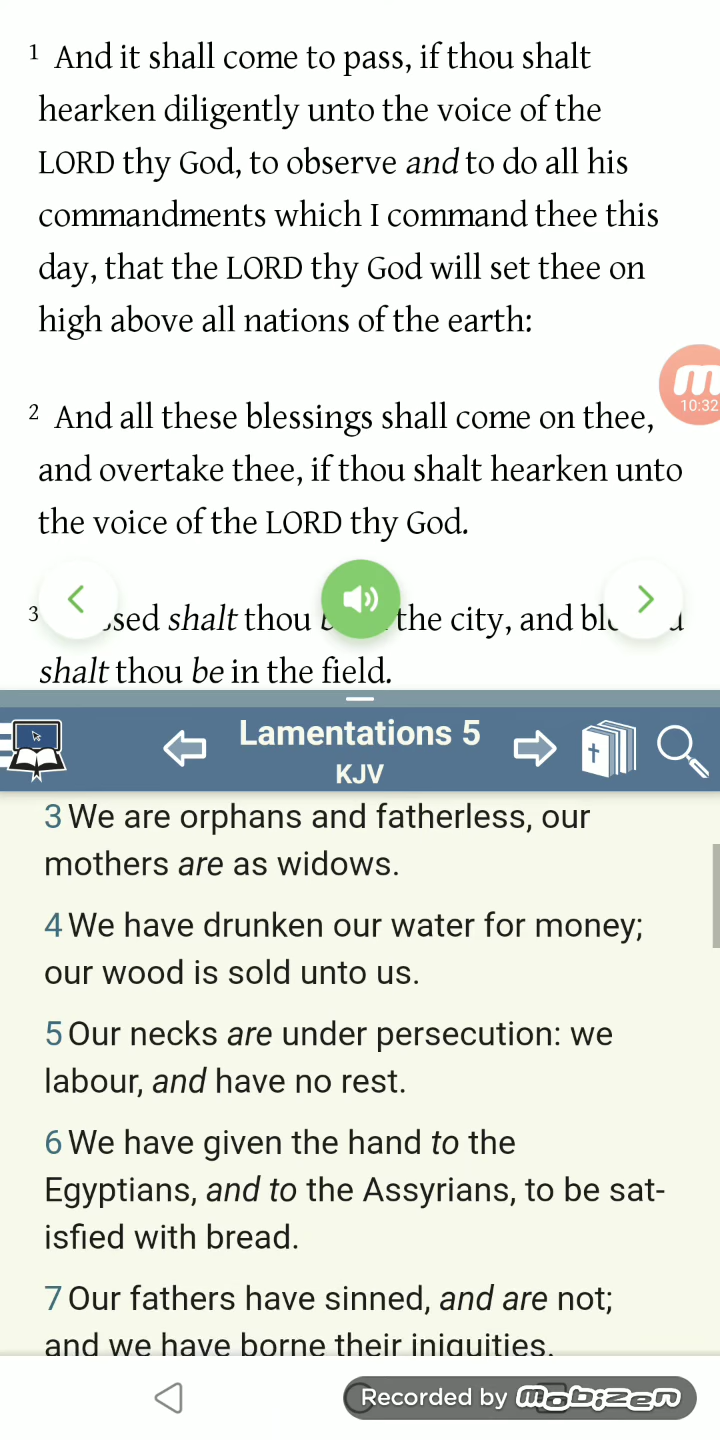 1 And it shall come to pass, if thou shalt
hearken diligently unto the voice of the
LORD thy God, to observe and to do all his
commandments which I command thee this
day, that the LORD thy God will set thee on
high above all nations of the earth:
10:32
2 And all these blessings shall come on thee,
and overtake thee, if thou shalt hearken unto
the voice of the LORD thy God.
3 shalt thou the city, and
shalt thou be in the field.
Lamentations 5
KJV
3 We are orphans and fatherless, our
mothers are as widows.
4 We have drunken our water for money;
our wood is sold unto us.
5 Our necks are under persecution: we
labour, and have no rest.
6 We have given the hand to the
Egyptians, and to the Assyrians, to be sat-
isfied with bread.
7 Our fathers have sinned, and are not;
and we have borne their iniquities.
Recorded by mobizen